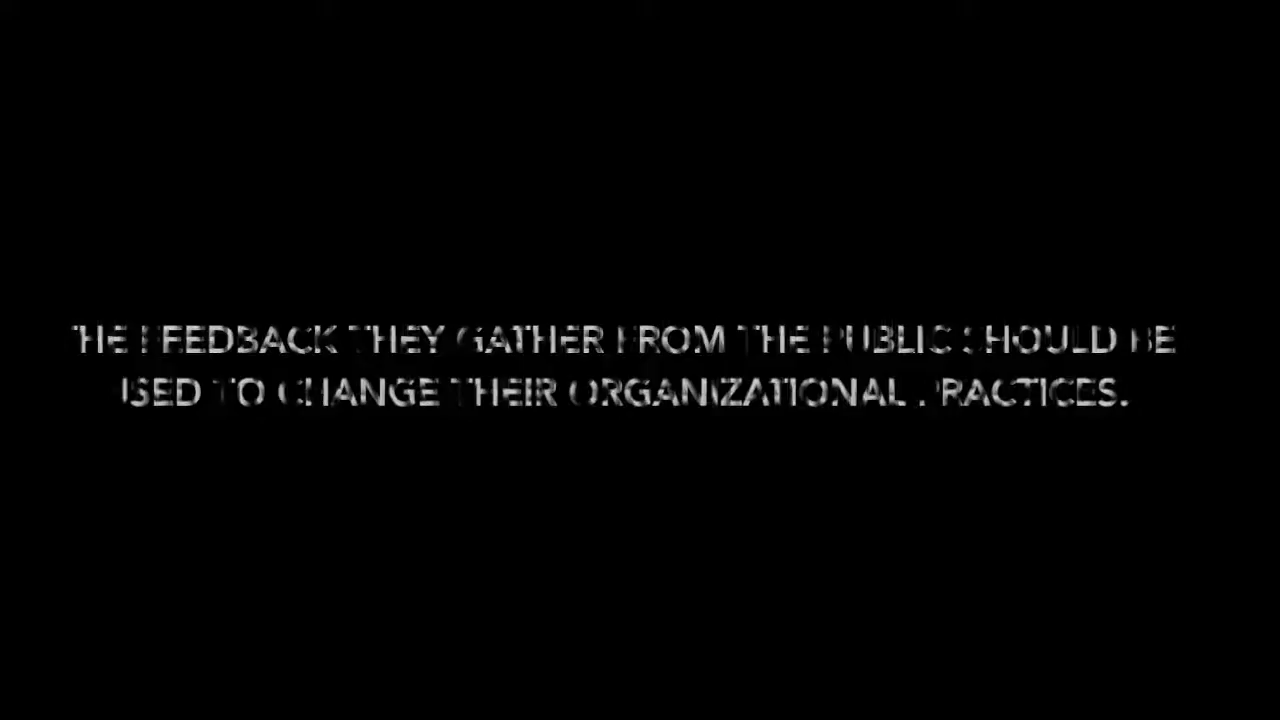 THE FEEDBACK THEY GATHER FROM THE PUBLIC SHOULD BE
USED TO CHANGE THEIR ORGANIZATIONAL PRACTICES.